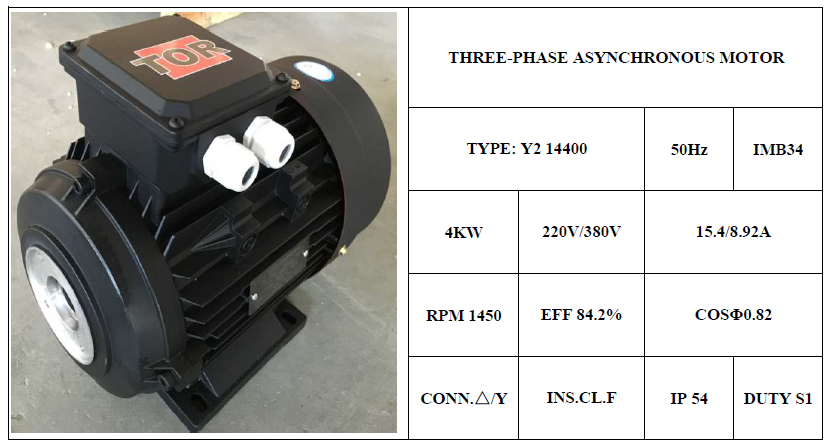 TOR
THREE-PHASE ASYNCHRONOUS MOTOR
TYPE: Y2 14400 50Hz IMB34
4KW 220V/380V 15.4/8.92A
RPM 1450 EFF 84.2% COSΦ0.82
CONN.△/Y INS.CL.F IP 54 DUTY S1